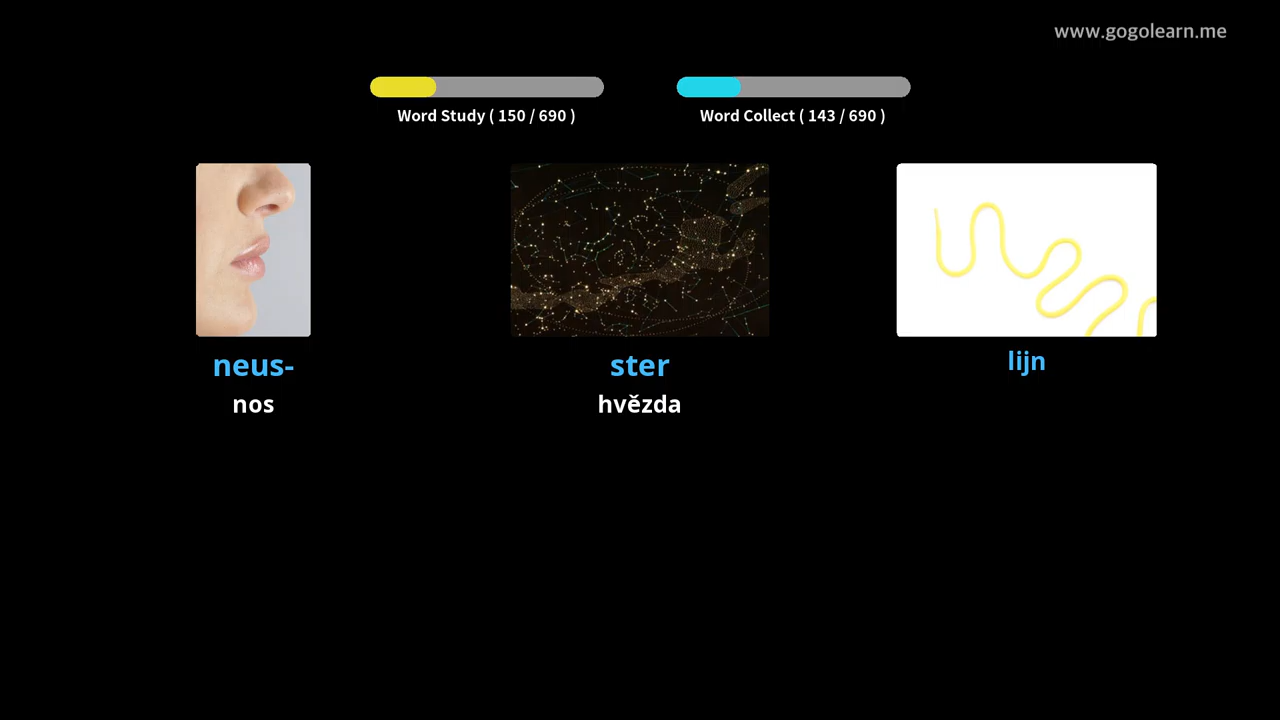 www.gogolearn.me
Word Study ( 150 / 690 )
Word Collect ( 143 / 690 )
neus-
nos
ster
hvězda
lijn